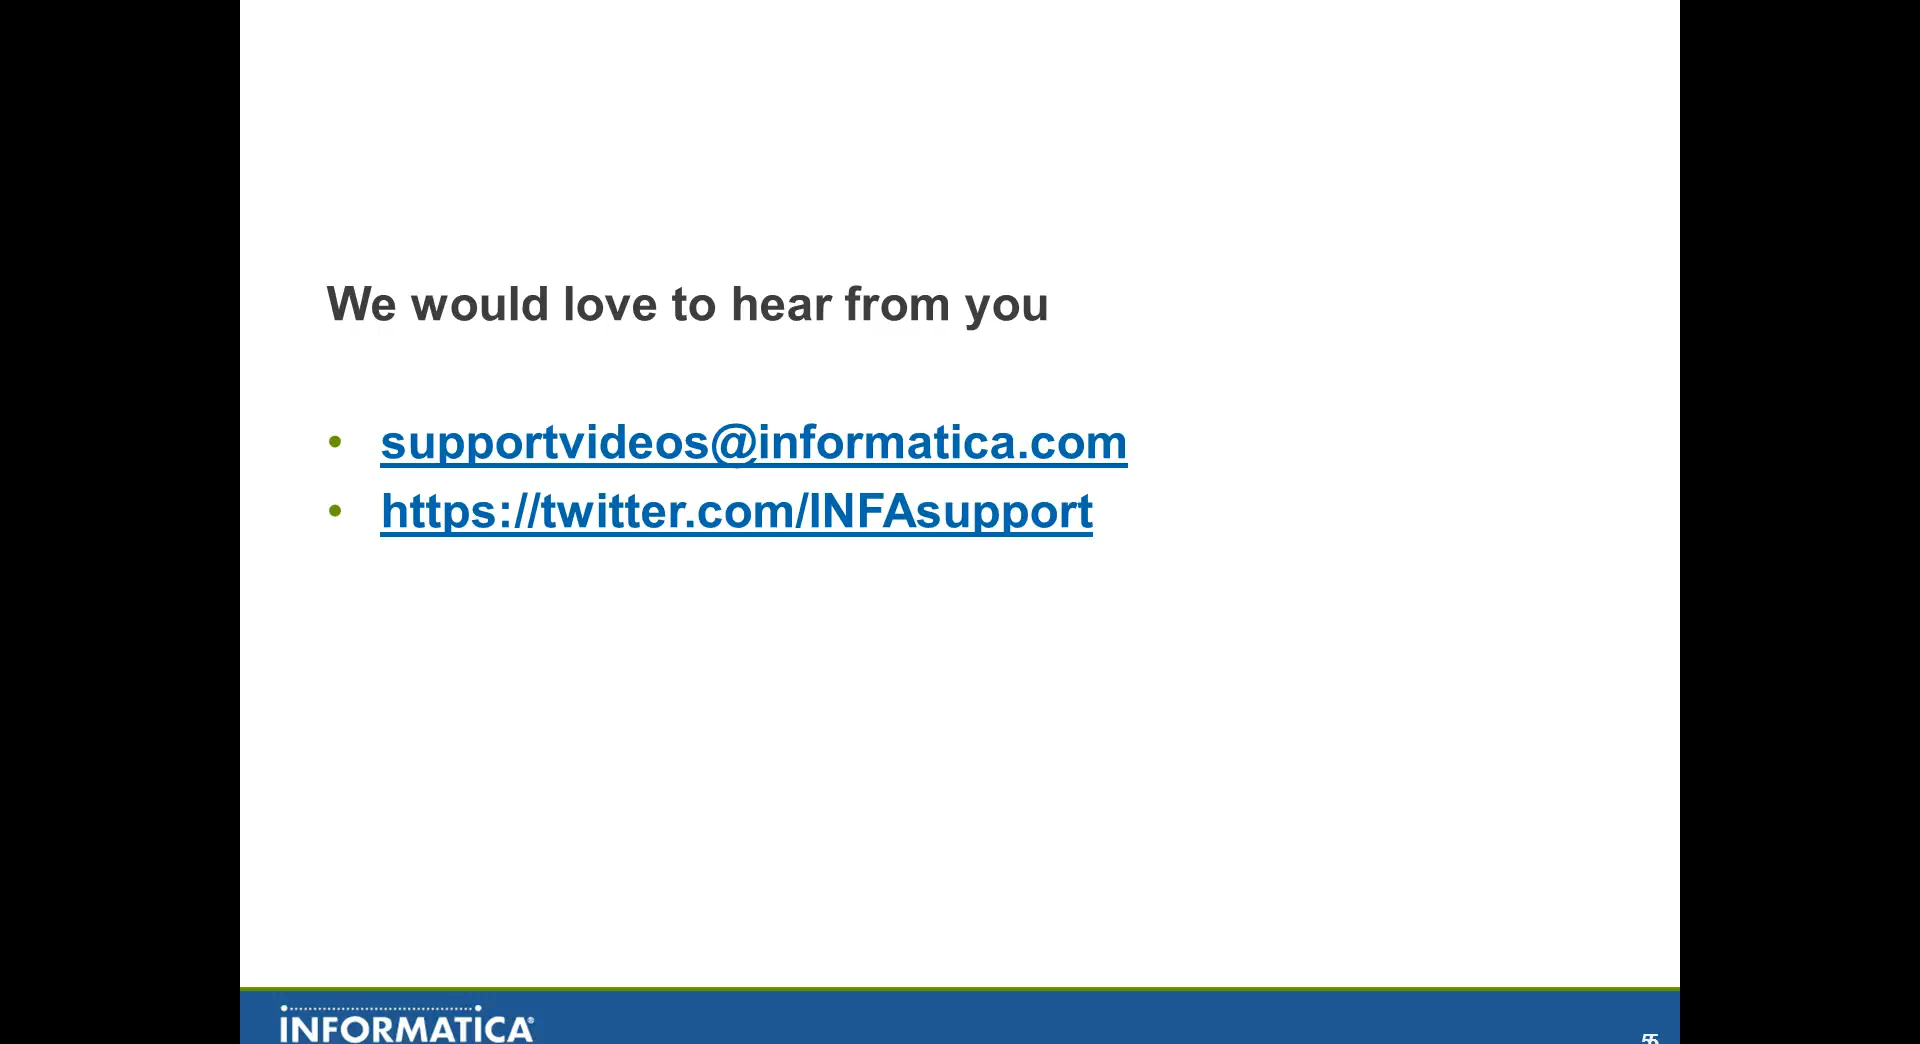 We would love to hear from you
• supportvideos@informatica.com
• https://twitter.com/INFAsupport
INFORMATICA®